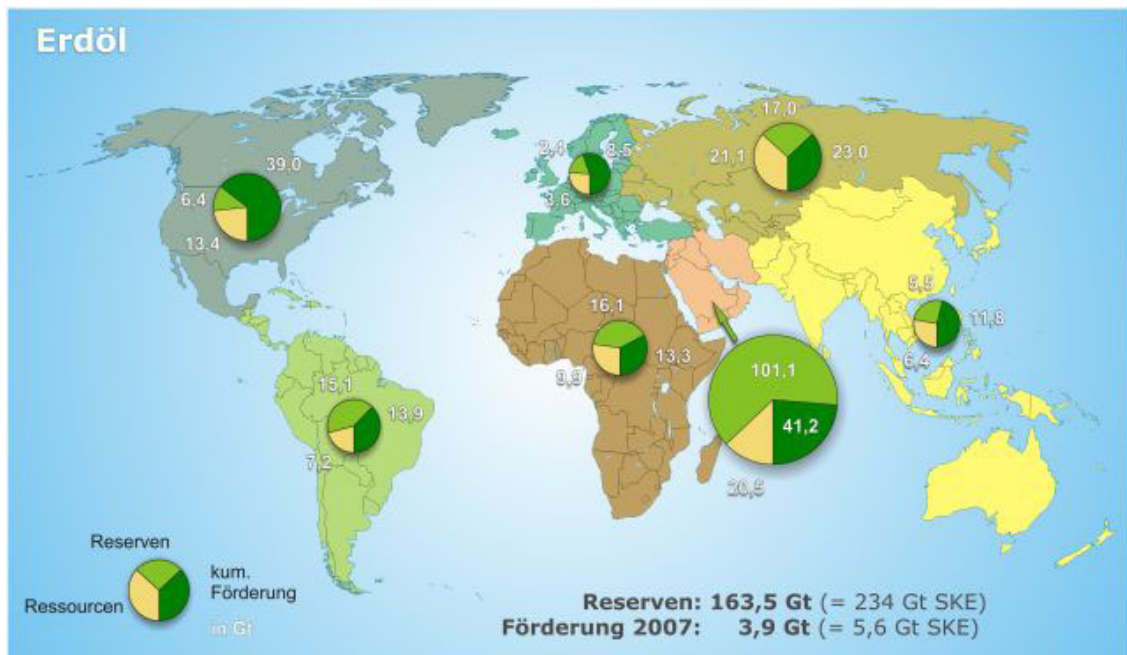 Erdöl
17,0
2,4
8,5
21,1
23,0
39,0
6,4
3,6
13,4
5,5
16,1
11,8
13,3
9,9
6,4
101,1
15,1
13,9
41,2
7,2
20,5
Reserven
kum.
Förderung
Ressourcen
in Gt
Reserven: 163,5 Gt (= 234 Gt SKE)
Förderung 2007: 3,9 Gt (= 5,6 Gt SKE)